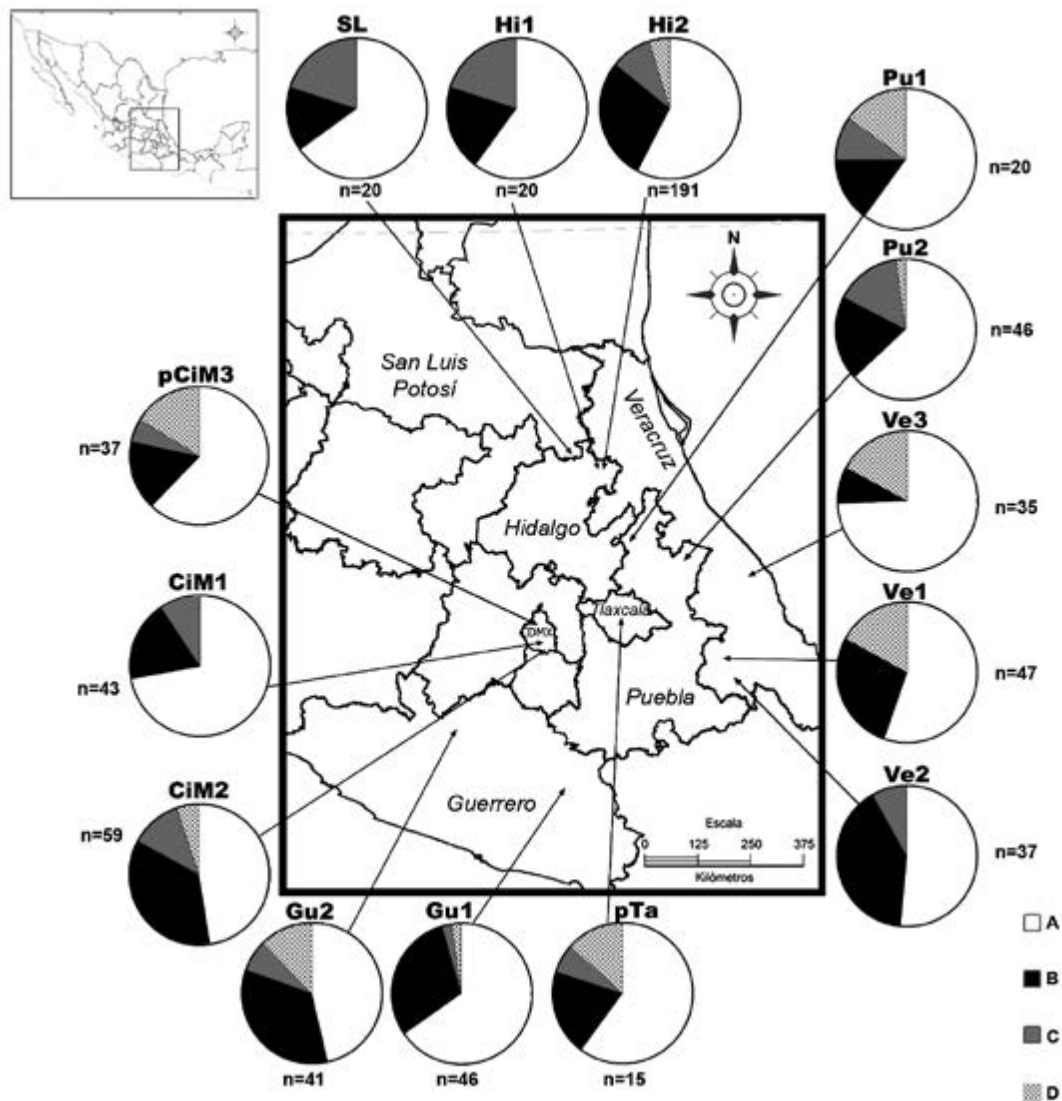 SL
Hi1
Hi2
Pu1
n=20
n=20
n=191
n=20
N
Pu2
n=46
San Luis
Potosí
Veracruz
pCiM3
n=37
Ve3
n=35
Hidalgo
CiM1
n=43
Tlaxcala
DMX
Ve1
n=47
Puebla
CiM2
n=59
Guerrero
Ve2
n=37
Escala
0 125 250 375
Kilómetros
Gu2
Gu1
pTa
n=41
n=46
n=15
A
B
C
D